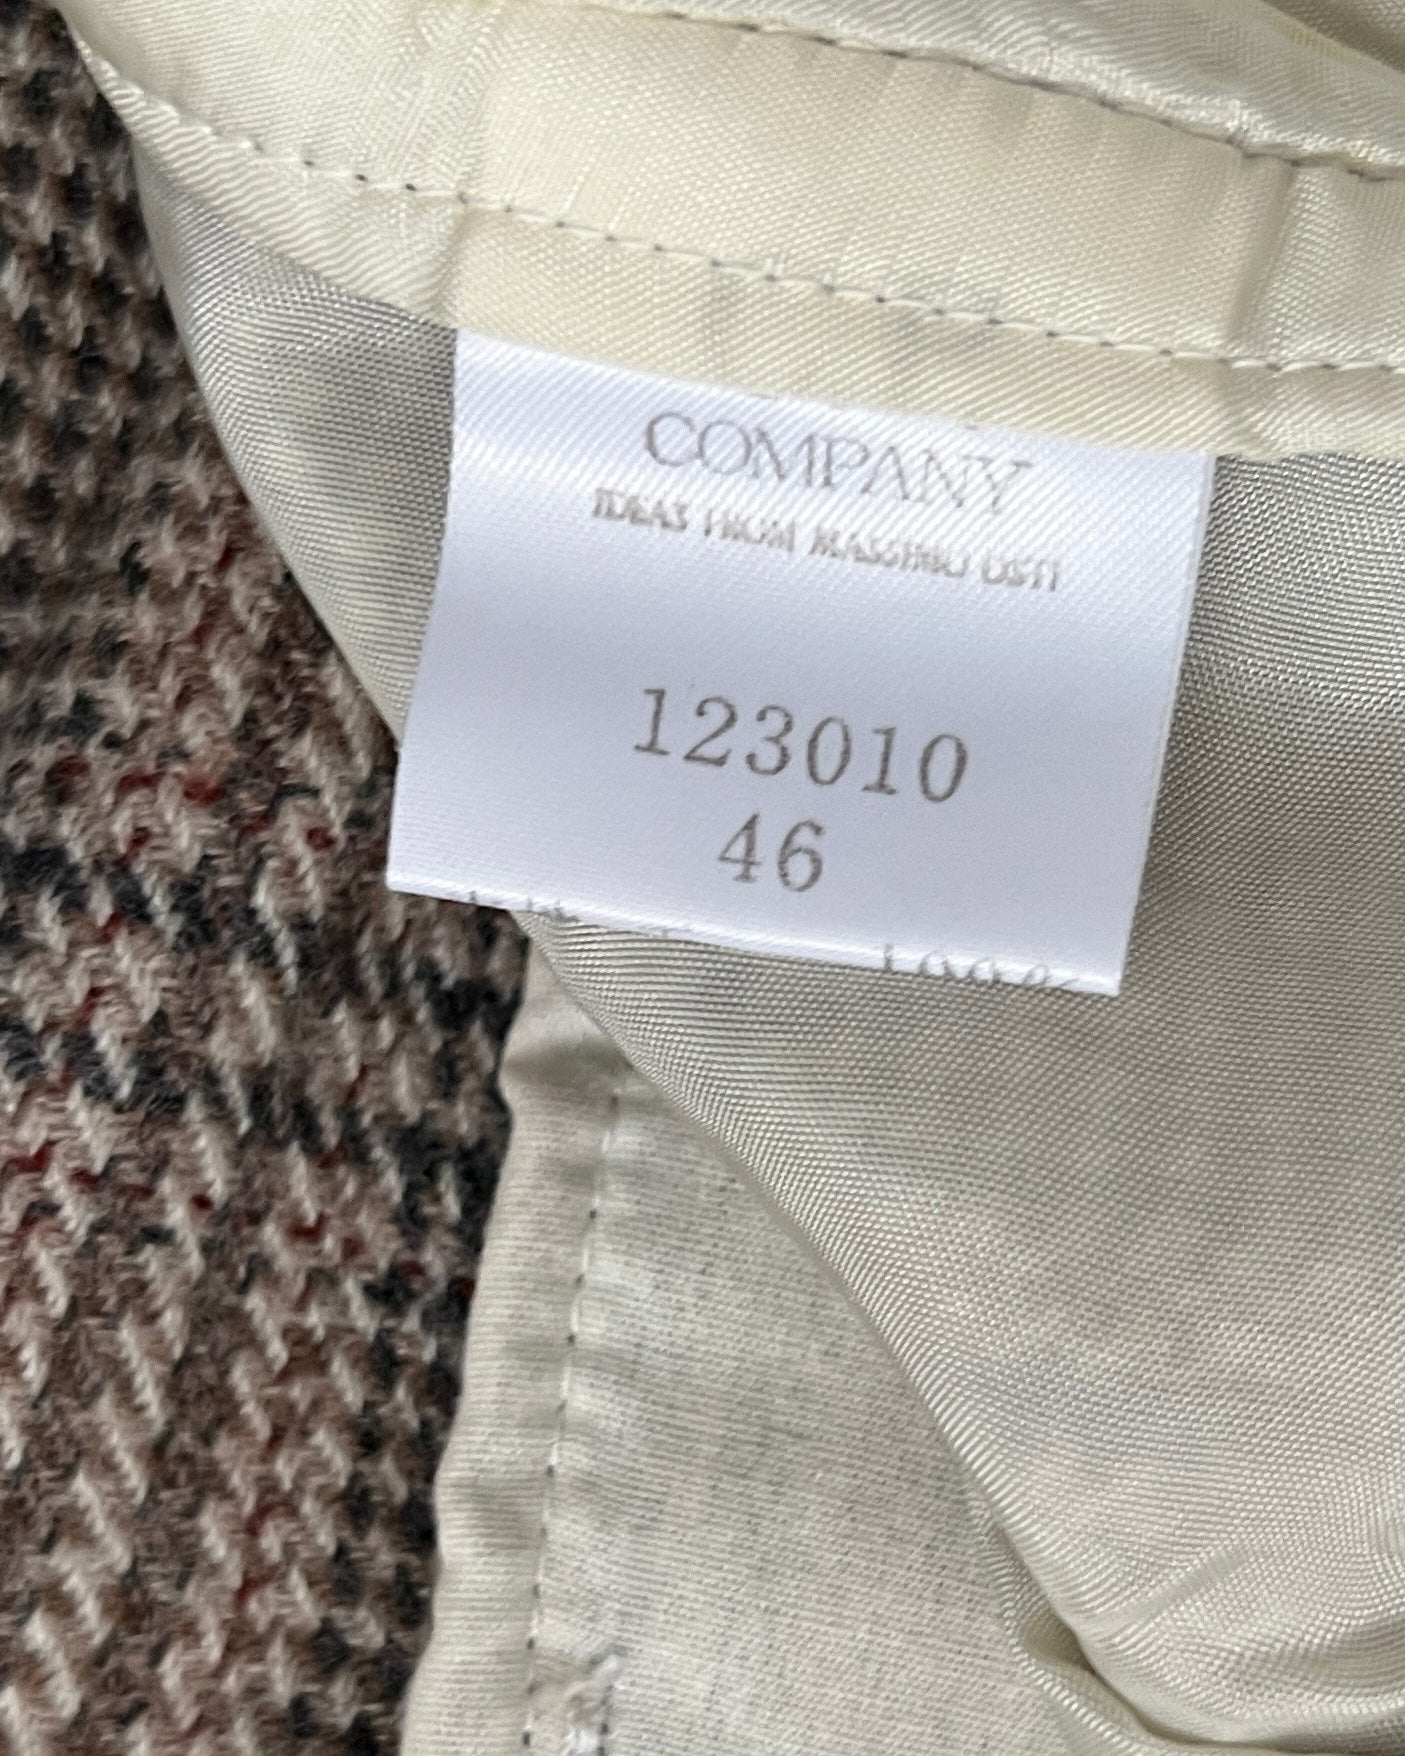 COMPANY
IDEAS FROM MASSIMO OSTI
123010
46